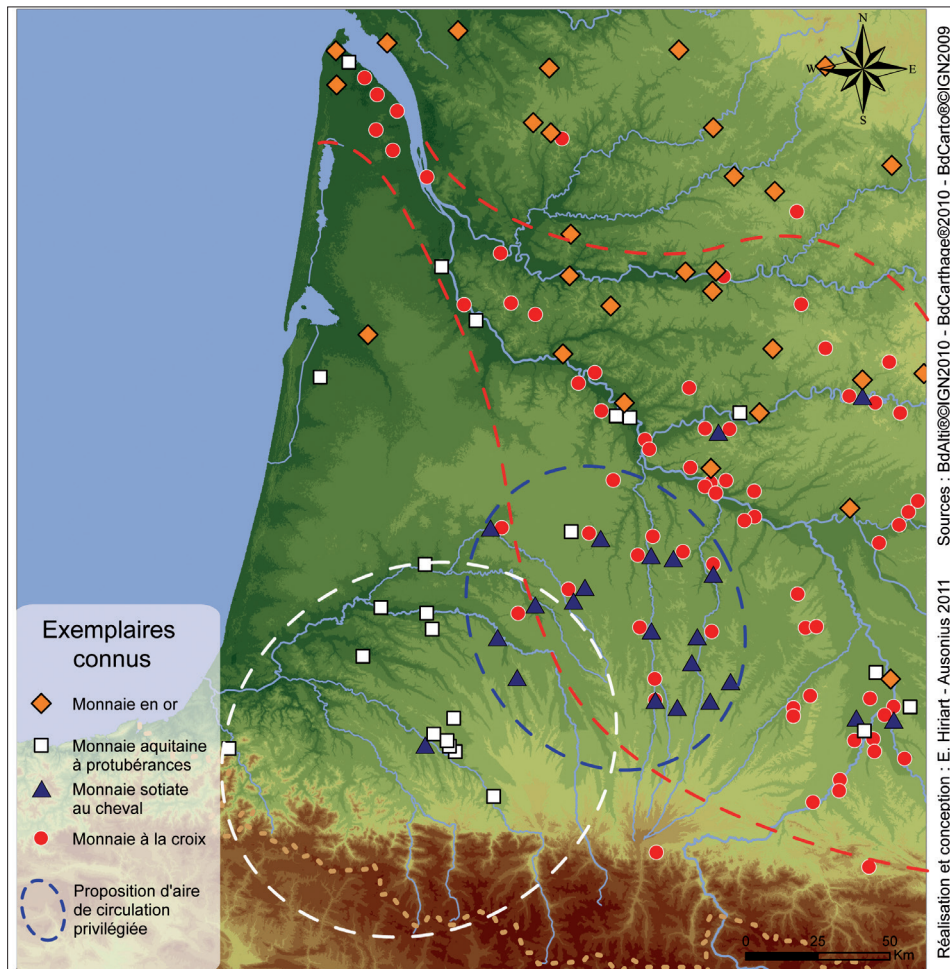 N
W
E
S
Exemplaires
connus
Monnaie en or
Monnaie aquitaine
à protubérances
Monnaie sotiate
au cheval
Monnaie à la croix
Proposition d'aire
de circulation
privilégiée
0 25 50
Km
Réalisation et conception : E. Hiriart - Ausonius 2011 Sources : BdAlti®©IGN2010 - BdCarthage®2010 - BdCarto®©IGN2009